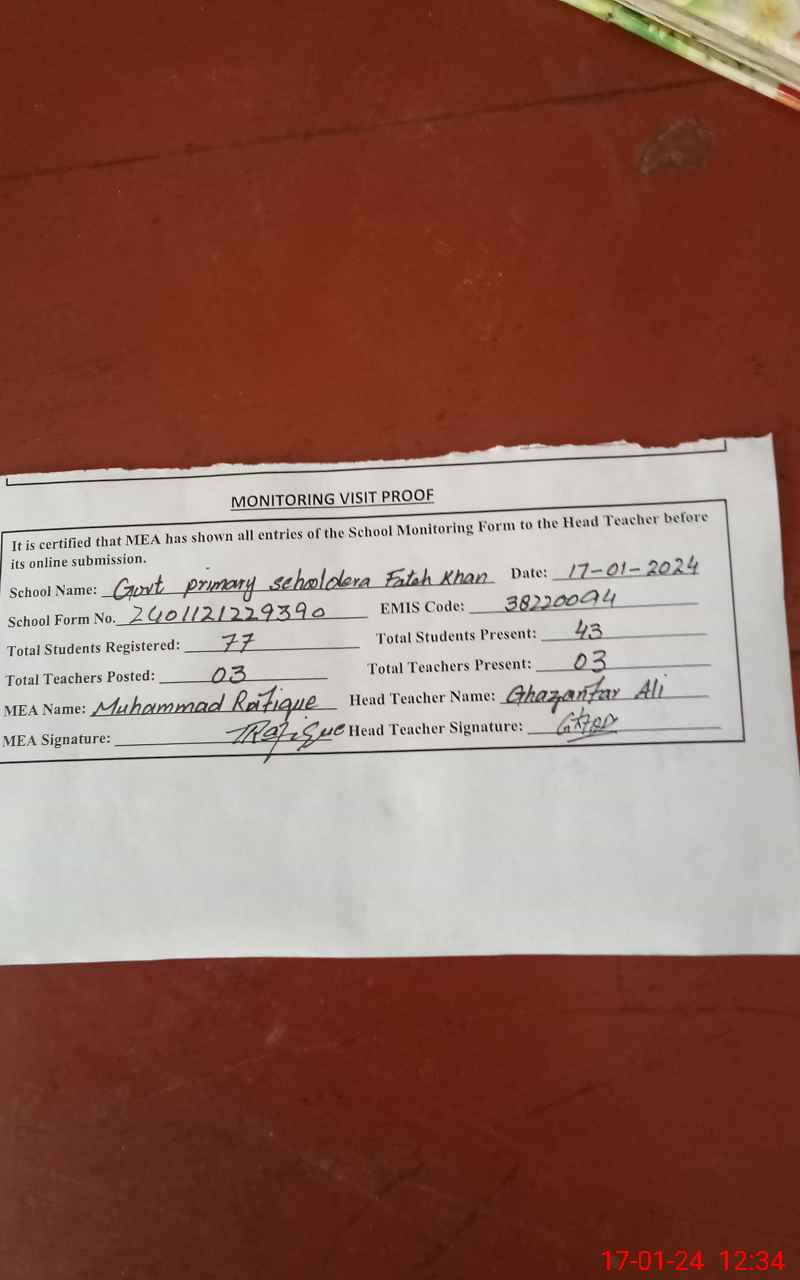 MONITORING VISIT PROOF
It is certified that MEA has shown all entries of the School Monitoring Form to the Head Teacher before
its online submission.
School Name: Govt primary school dera Fateh Khan Date: 17-01-2024
School Form No. 2401121229390 EMIS Code: 38220094
Total Students Registered: 77 Total Students Present: 43
Total Teachers Posted: 03 Total Teachers Present: 03
MEA Name: Muhammad Rafique Head Teacher Name: Ghazanfar Ali
MEA Signature: TRafique Head Teacher Signature:
17-01-24 12:34